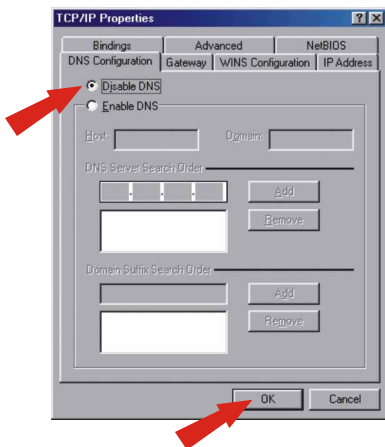 TCP/IP Properties
? X
Bindings Advanced NetBIOS
DNS Configuration Gateway WINS Configuration IP Address
Disable DNS
Enable DNS
Host: Domain:
DNS Server Search Order
. . .
Add
Remove
Domain Suffix Search Order
Add
Remove
OK Cancel